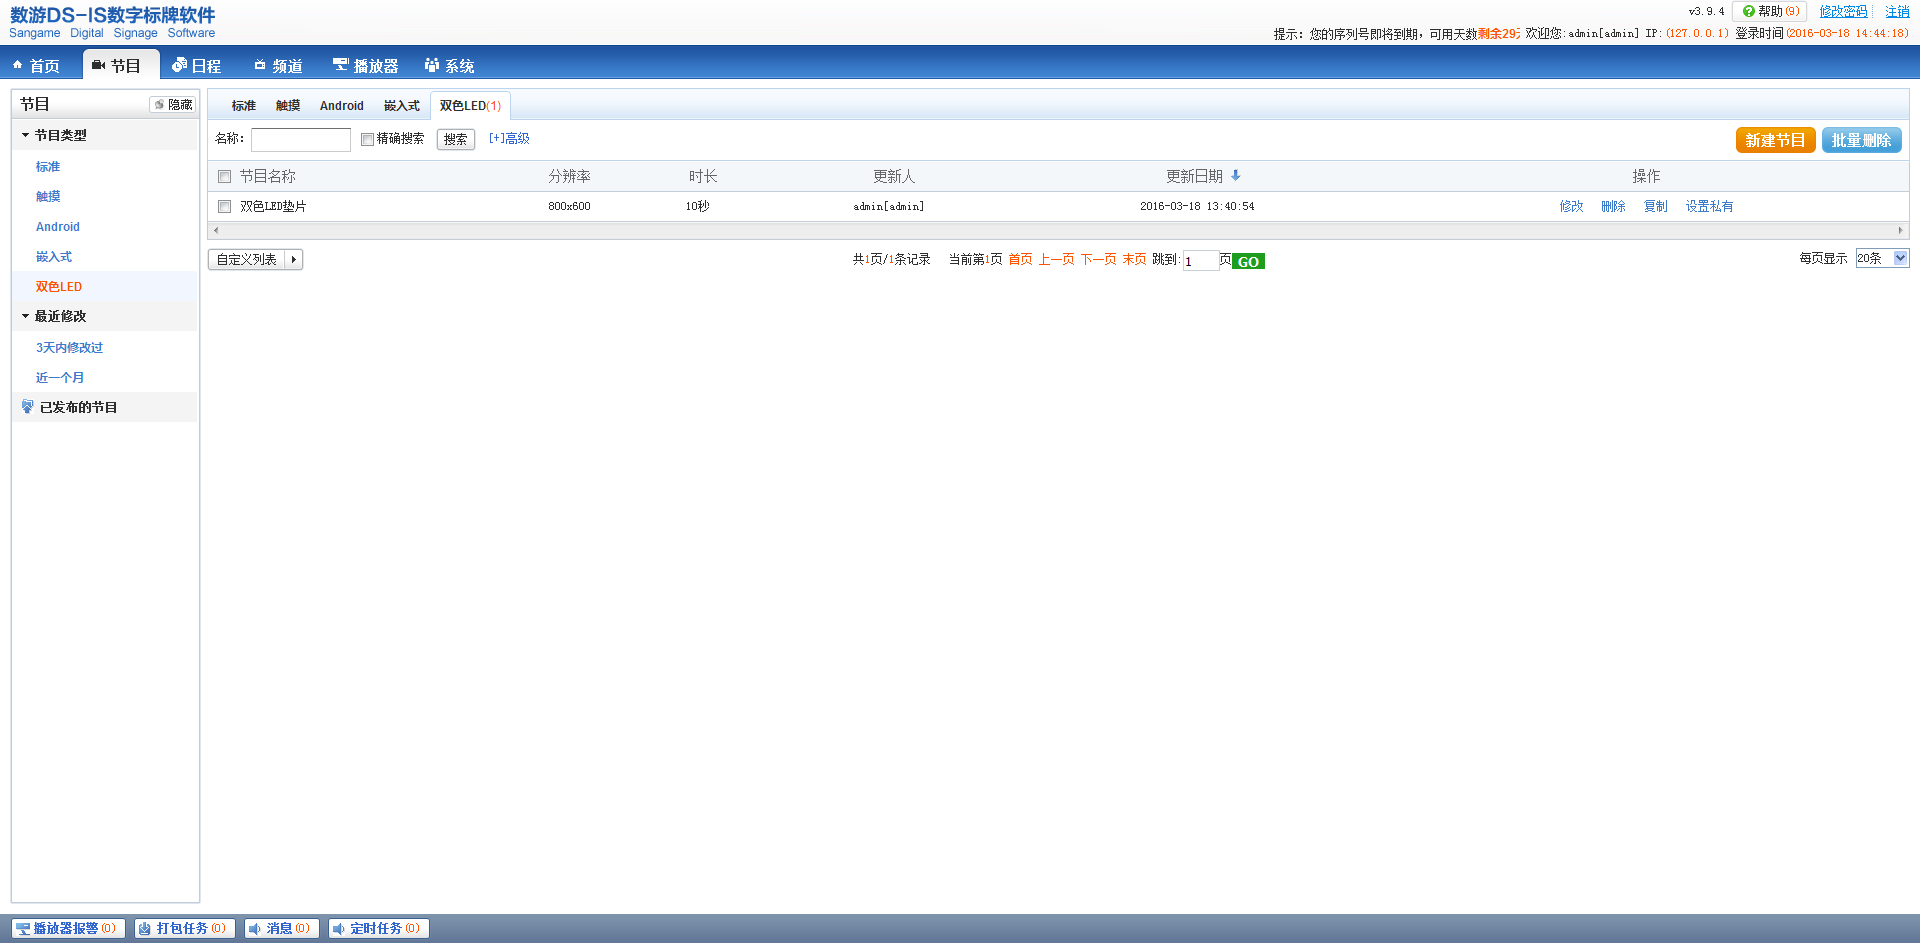 数游DS-IS数字标牌软件
Sangame Digital Signage Software
v3.9.4 帮助(9) 修改密码 注销
提示：您的序列号即将到期，可用天数剩余29 欢迎您:admin[admin] IP:(127.0.0.1) 登录时间(2016-03-18 14:44:18)
首页 节目 日程 频道 播放器 系统
节目 隐藏
节目类型
标准
触摸
Android
嵌入式
双色LED
最近修改
3天内修改过
近一个月
已发布的节目
标准 触摸 Android 嵌入式 双色LED(1)
名称： 精确搜索 搜索 [+]高级 新建节目 批量删除
节目名称 分辨率 时长 更新人 更新日期 操作
双色LED垫片 800x600 10秒 admin[admin] 2016-03-18 13:40:54 修改 删除 复制 设置私有
自定义列表 共1页/1条记录 当前第1页 首页 上一页 下一页 末页 跳到:1页GO 每页显示 20条
播放器报警(0) 打包任务(0) 消息(0) 定时任务(0)